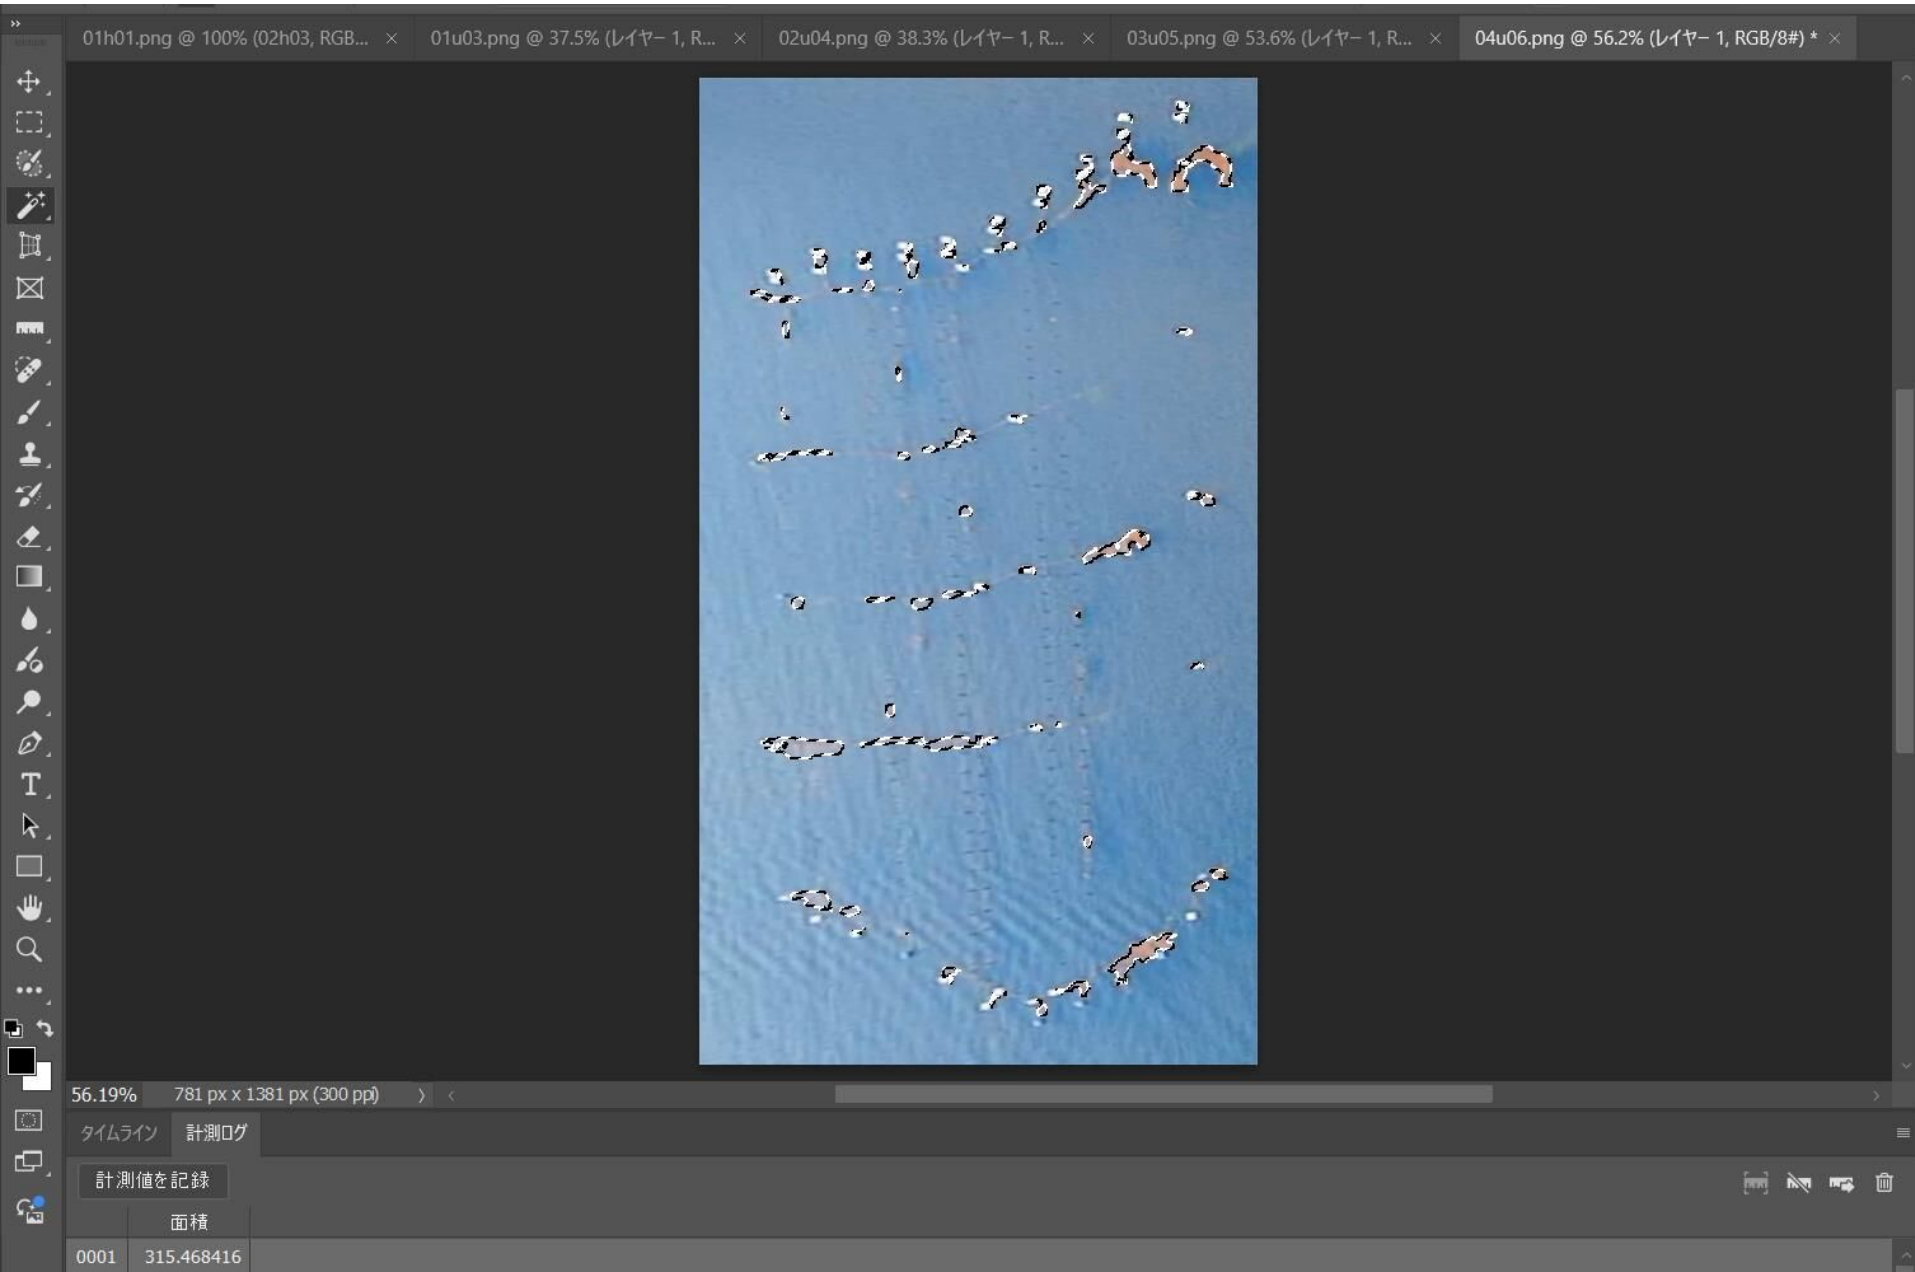 01h01.png @ 100% (02h03, RGB... ×
01u03.png @ 37.5% (レイヤー 1, R... ×
02u04.png @ 38.3% (レイヤー 1, R... ×
03u05.png @ 53.6% (レイヤー 1, R... ×
04u06.png @ 56.2% (レイヤー 1, RGB/8#) * ×
56.19% 781 px x 1381 px (300 ppi)
タイムライン 計測ログ
計測値を記録
面積
0001 315.468416